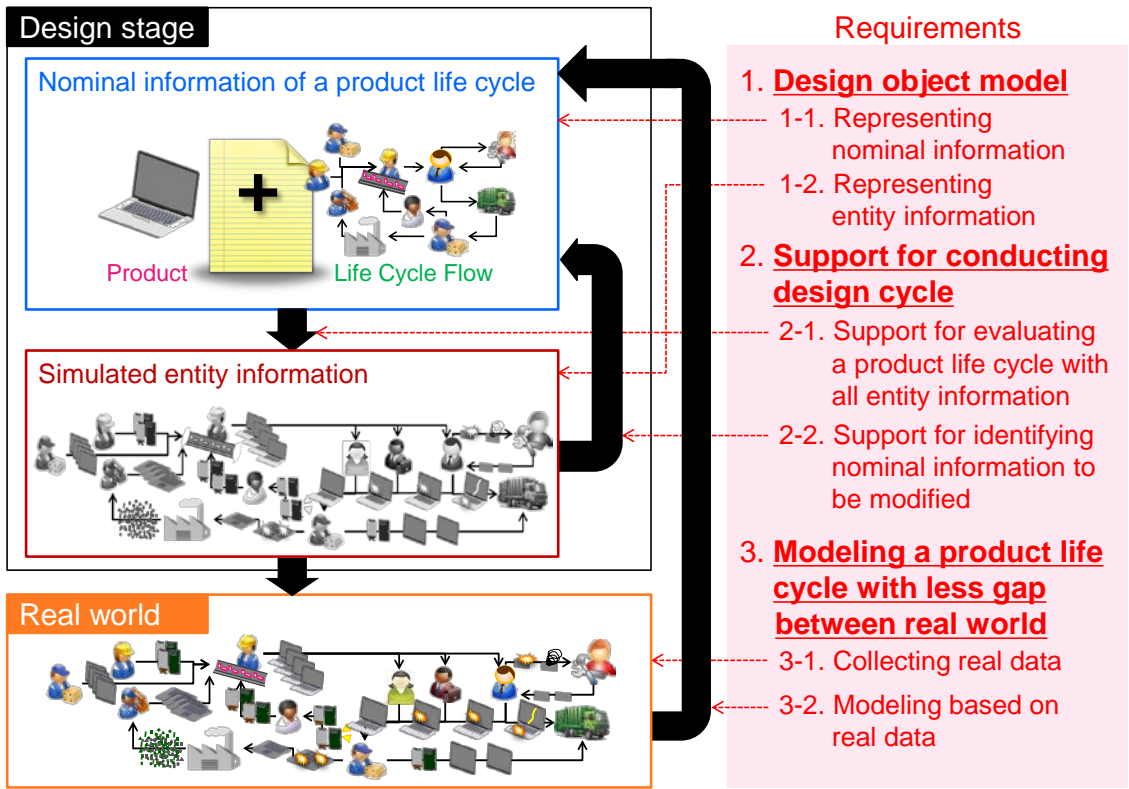 Design stage
Nominal information of a product life cycle
+
Product
Life Cycle Flow
Simulated entity information
Real world
Requirements
1. Design object model
1-1. Representing
nominal information
1-2. Representing
entity information
2. Support for conducting
design cycle
2-1. Support for evaluating
a product life cycle with
all entity information
2-2. Support for identifying
nominal information to
be modified
3. Modeling a product life
cycle with less gap
between real world
3-1. Collecting real data
3-2. Modeling based on
real data